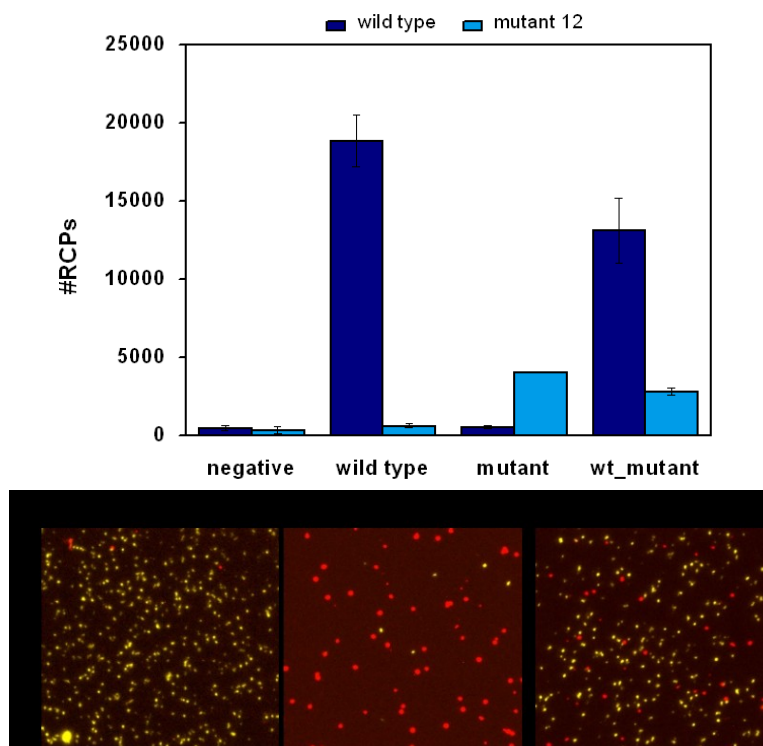 wild type mutant 12
25000
20000
15000
10000
5000
0
#RCPs
negative wild type mutant wt_mutant